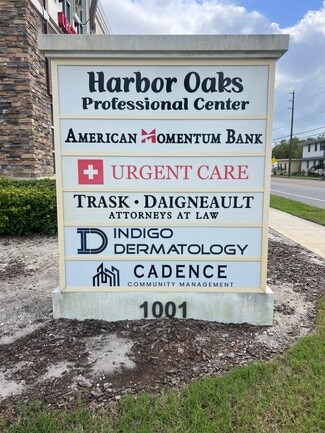 Harbor Oaks
Professional Center
AMERICAN MOMENTUM BANK
URGENT CARE
TRASK • DAIGNEAULT
ATTORNEYS AT LAW
INDIGO
DERMATOLOGY
CADENCE
COMMUNITY MANAGEMENT
1001